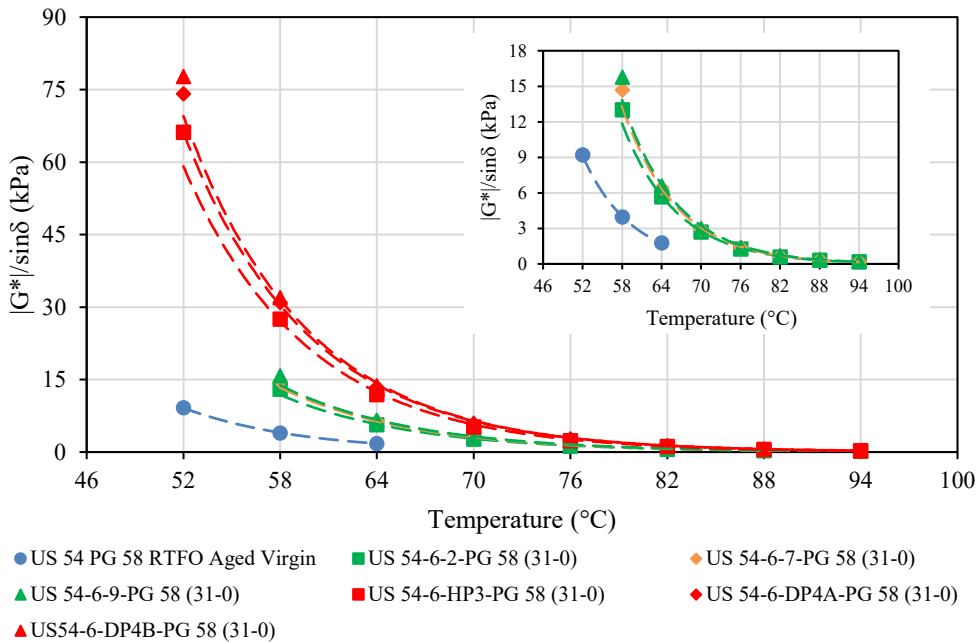 90
75
60
45
30
15
0
|G*|/sinδ (kPa)
46 52 58 64 70 76 82 88 94 100
Temperature (°C)
18
15
12
9
6
3
0
|G*|/sinδ (kPa)
46 52 58 64 70 76 82 88 94 100
Temperature (°C)
US 54 PG 58 RTFO Aged Virgin
US 54-6-2-PG 58 (31-0)
US 54-6-7-PG 58 (31-0)
US 54-6-9-PG 58 (31-0)
US 54-6-HP3-PG 58 (31-0)
US 54-6-DP4A-PG 58 (31-0)
US54-6-DP4B-PG 58 (31-0)